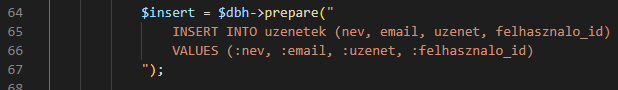 64 $insert = $dbh->prepare("
65 INSERT INTO uzenetek (nev, email, uzenet, felhasznalo_id)
66 VALUES (:nev, :email, :uzenet, :felhasznalo_id)
67 ");